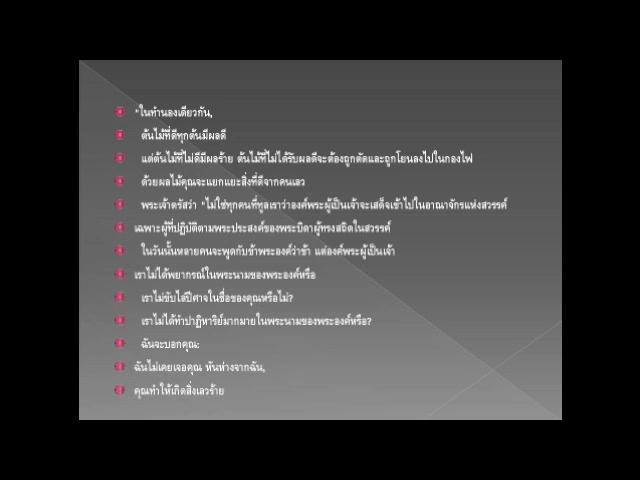 "ในทำนองเดียวกัน,
ต้นไม้ที่ดีทุกต้นมีผลดี
แต่ต้นไม้ที่ไม่ดีมีผลร้าย ต้นไม้ที่ไม่ได้รับผลดีจะต้องถูกตัดและถูกโยนลงไปในกองไฟ
ด้วยผลไม้คุณจะแยกแยะสิ่งที่ดีจากคนเลว
พระเจ้าตรัสว่า "ไม่ใช่ทุกคนที่ทูลเราว่าองค์พระผู้เป็นเจ้าจะเสด็จเข้าไปในอาณาจักรแห่งสวรรค์
เฉพาะผู้ที่ปฏิบัติตามพระประสงค์ของพระบิดาผู้ทรงสถิตในสวรรค์
ในวันนั้นหลายคนจะพูดกับข้าพระองค์ว่าข้า แต่องค์พระผู้เป็นเจ้า
เราไม่ได้พยากรณ์ในพระนามของพระองค์หรือ
เราไม่ขับไล่ปีศาจในชื่อของคุณหรือไม่?
เราไม่ได้ทำปาฏิหาริย์มากมายในพระนามของพระองค์หรือ?
ฉันจะบอกคุณ:
ฉันไม่เคยเจอคุณ หันห่างจากฉัน,
คุณทำให้เกิดสิ่งเลวร้าย